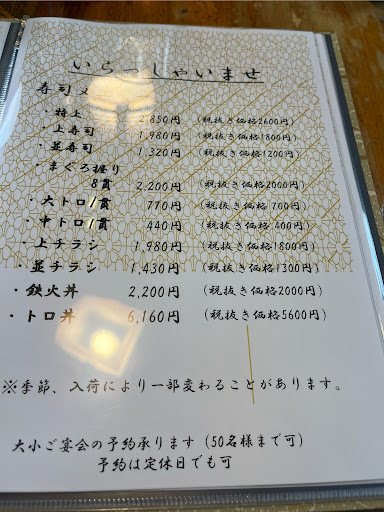 いらっしゃいませ
寿司メ
・特上 2,850円 (税抜き価格2600円)
・上寿司 1,980円 (税抜き価格1800円)
・並寿司 1,320円 (税抜き価格1200円)
・まぐろ握り
8貫 2,200円 (税抜き価格2000円)
・大トロ1貫 770円 (税抜き価格 700円)
・中トロ1貫 440円 (税抜き価格 400円)
・上チラシ 1,980円 (税抜き価格1800円)
・並チラシ 1,430円 (税抜き価格1300円)
・鉄火丼 2,200円 (税抜き価格2000円)
・トロ丼 6,160円 (税抜き価格5600円)
※季節、入荷により一部変わることがあります。
大小ご宴会の予約承ります(50名様まで可)
予約は定休日でも可